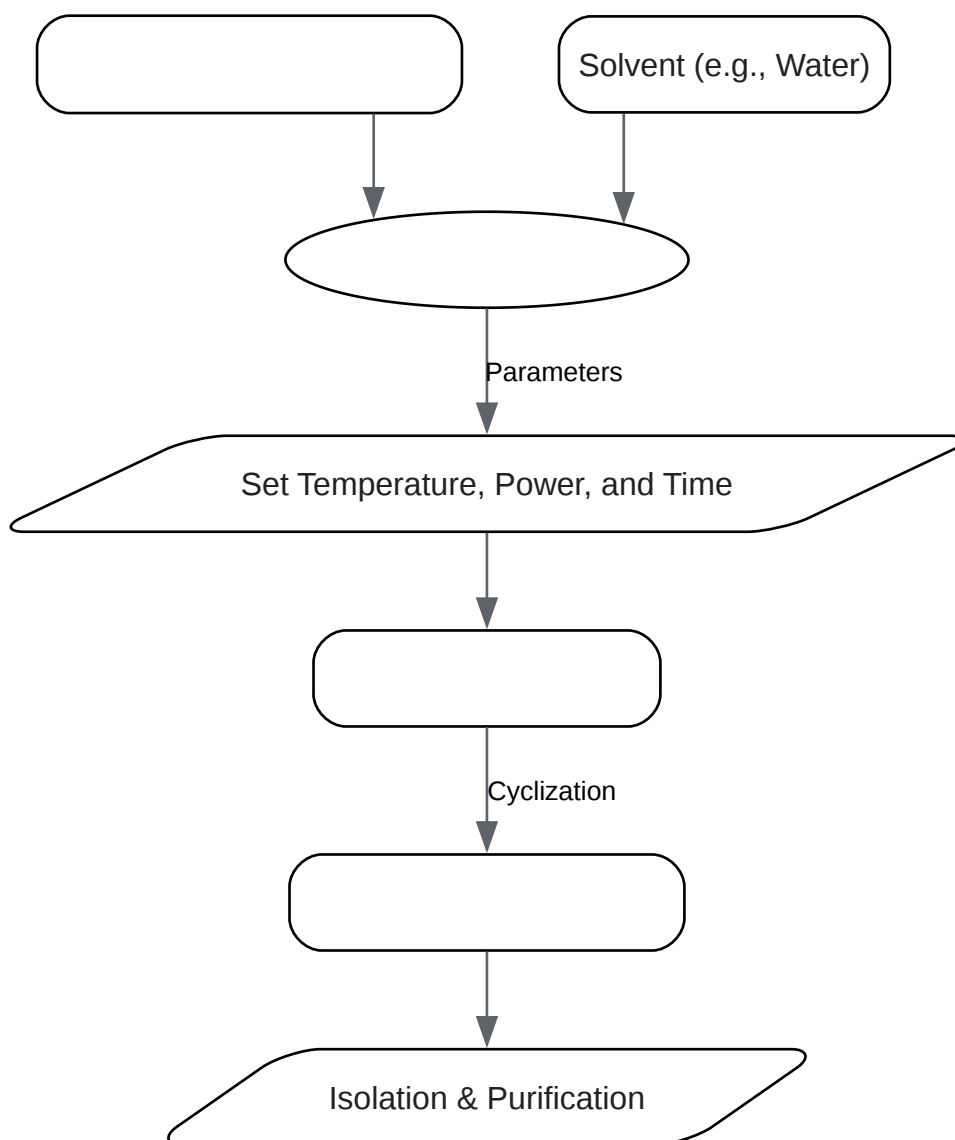 Solvent (e.g., Water)
Parameters
Set Temperature, Power, and Time
Cyclization
Isolation & Purification